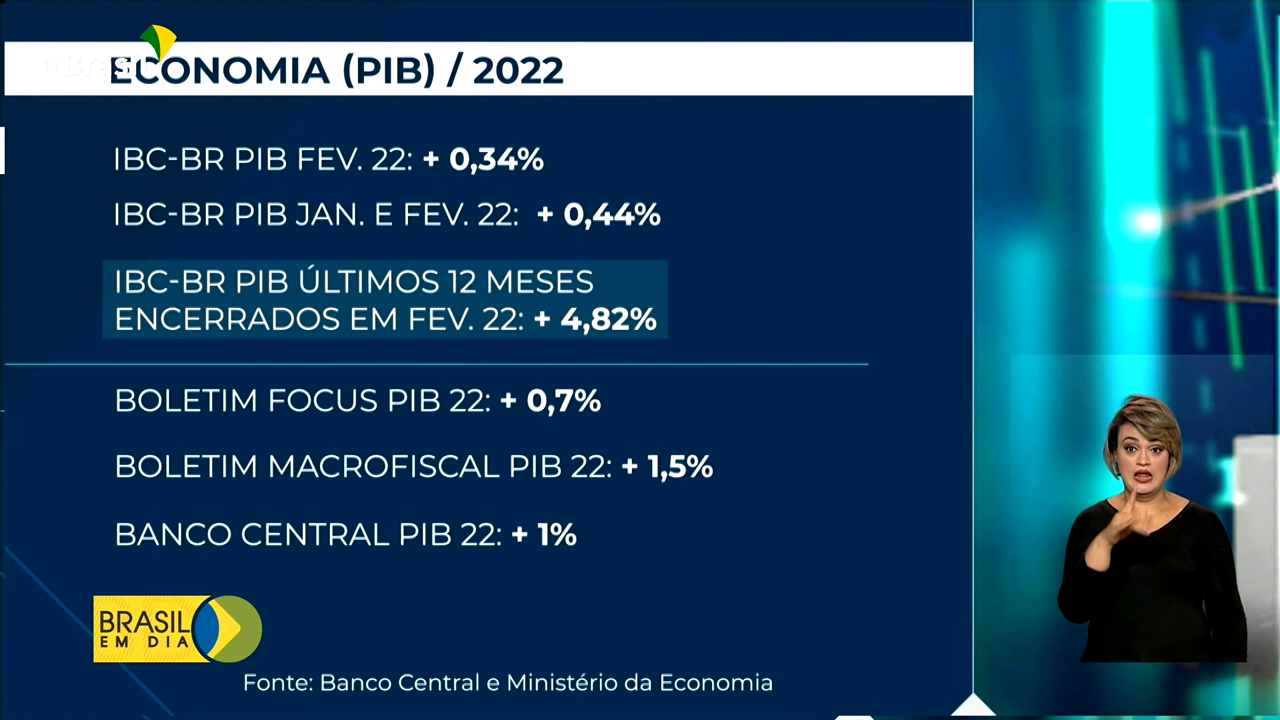 tvBrasil
ECONOMIA (PIB) / 2022
IBC-BR PIB FEV. 22: + 0,34%
IBC-BR PIB JAN. E FEV. 22: + 0,44%
IBC-BR PIB ÚLTIMOS 12 MESES
ENCERRADOS EM FEV. 22: + 4,82%
BOLETIM FOCUS PIB 22: + 0,7%
BOLETIM MACROFISCAL PIB 22: + 1,5%
BANCO CENTRAL PIB 22: + 1%
BRASIL
EM DIA
Fonte: Banco Central e Ministério da Economia